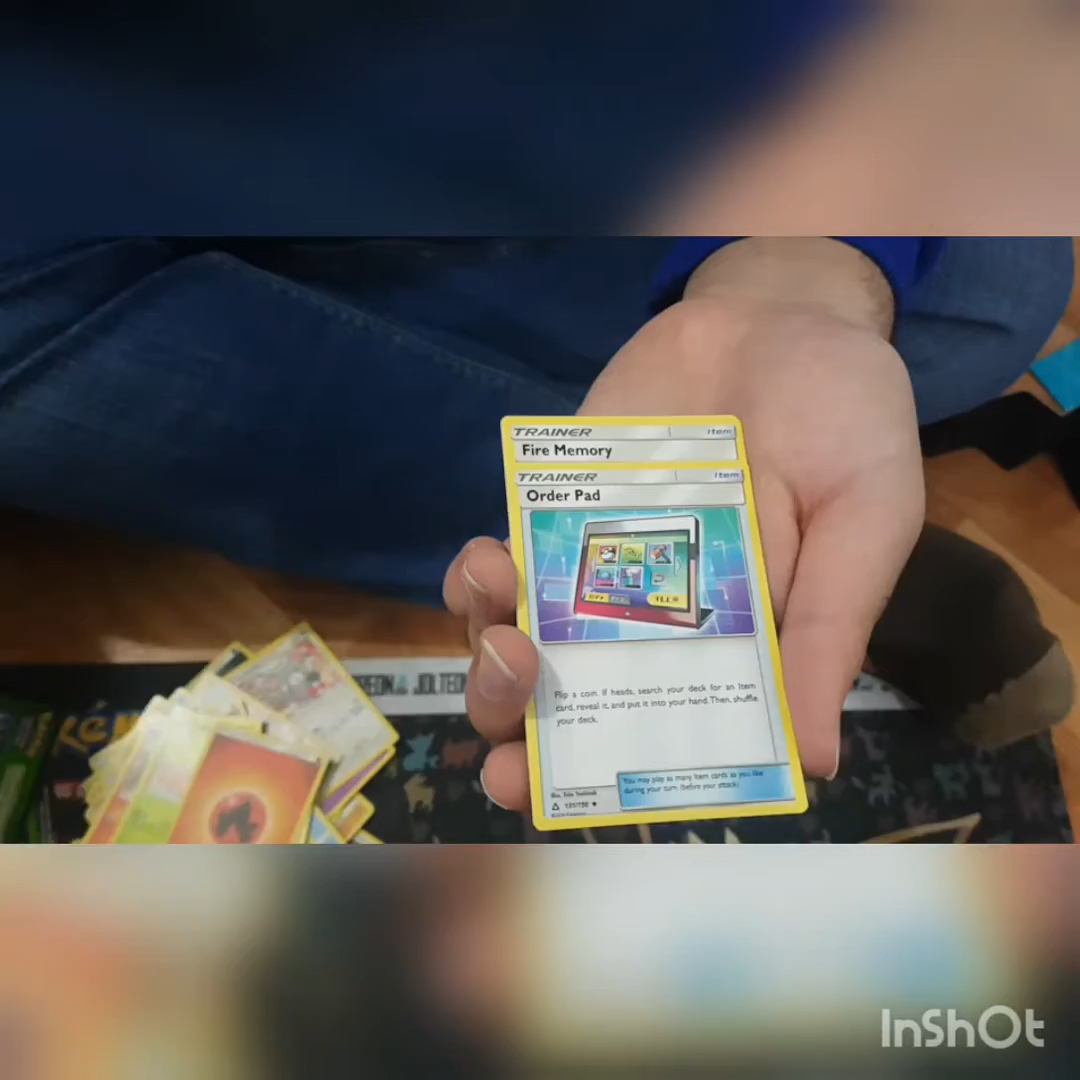 TRAINER Item
Fire Memory
TRAINER Item
Order Pad
Flip a coin. If heads, search your deck for an Item
card, reveal it, and put it into your hand. Then, shuffle
your deck.
You may play as many Item cards as you like
during your turn (before your attack).
JOLTEON
InShOt